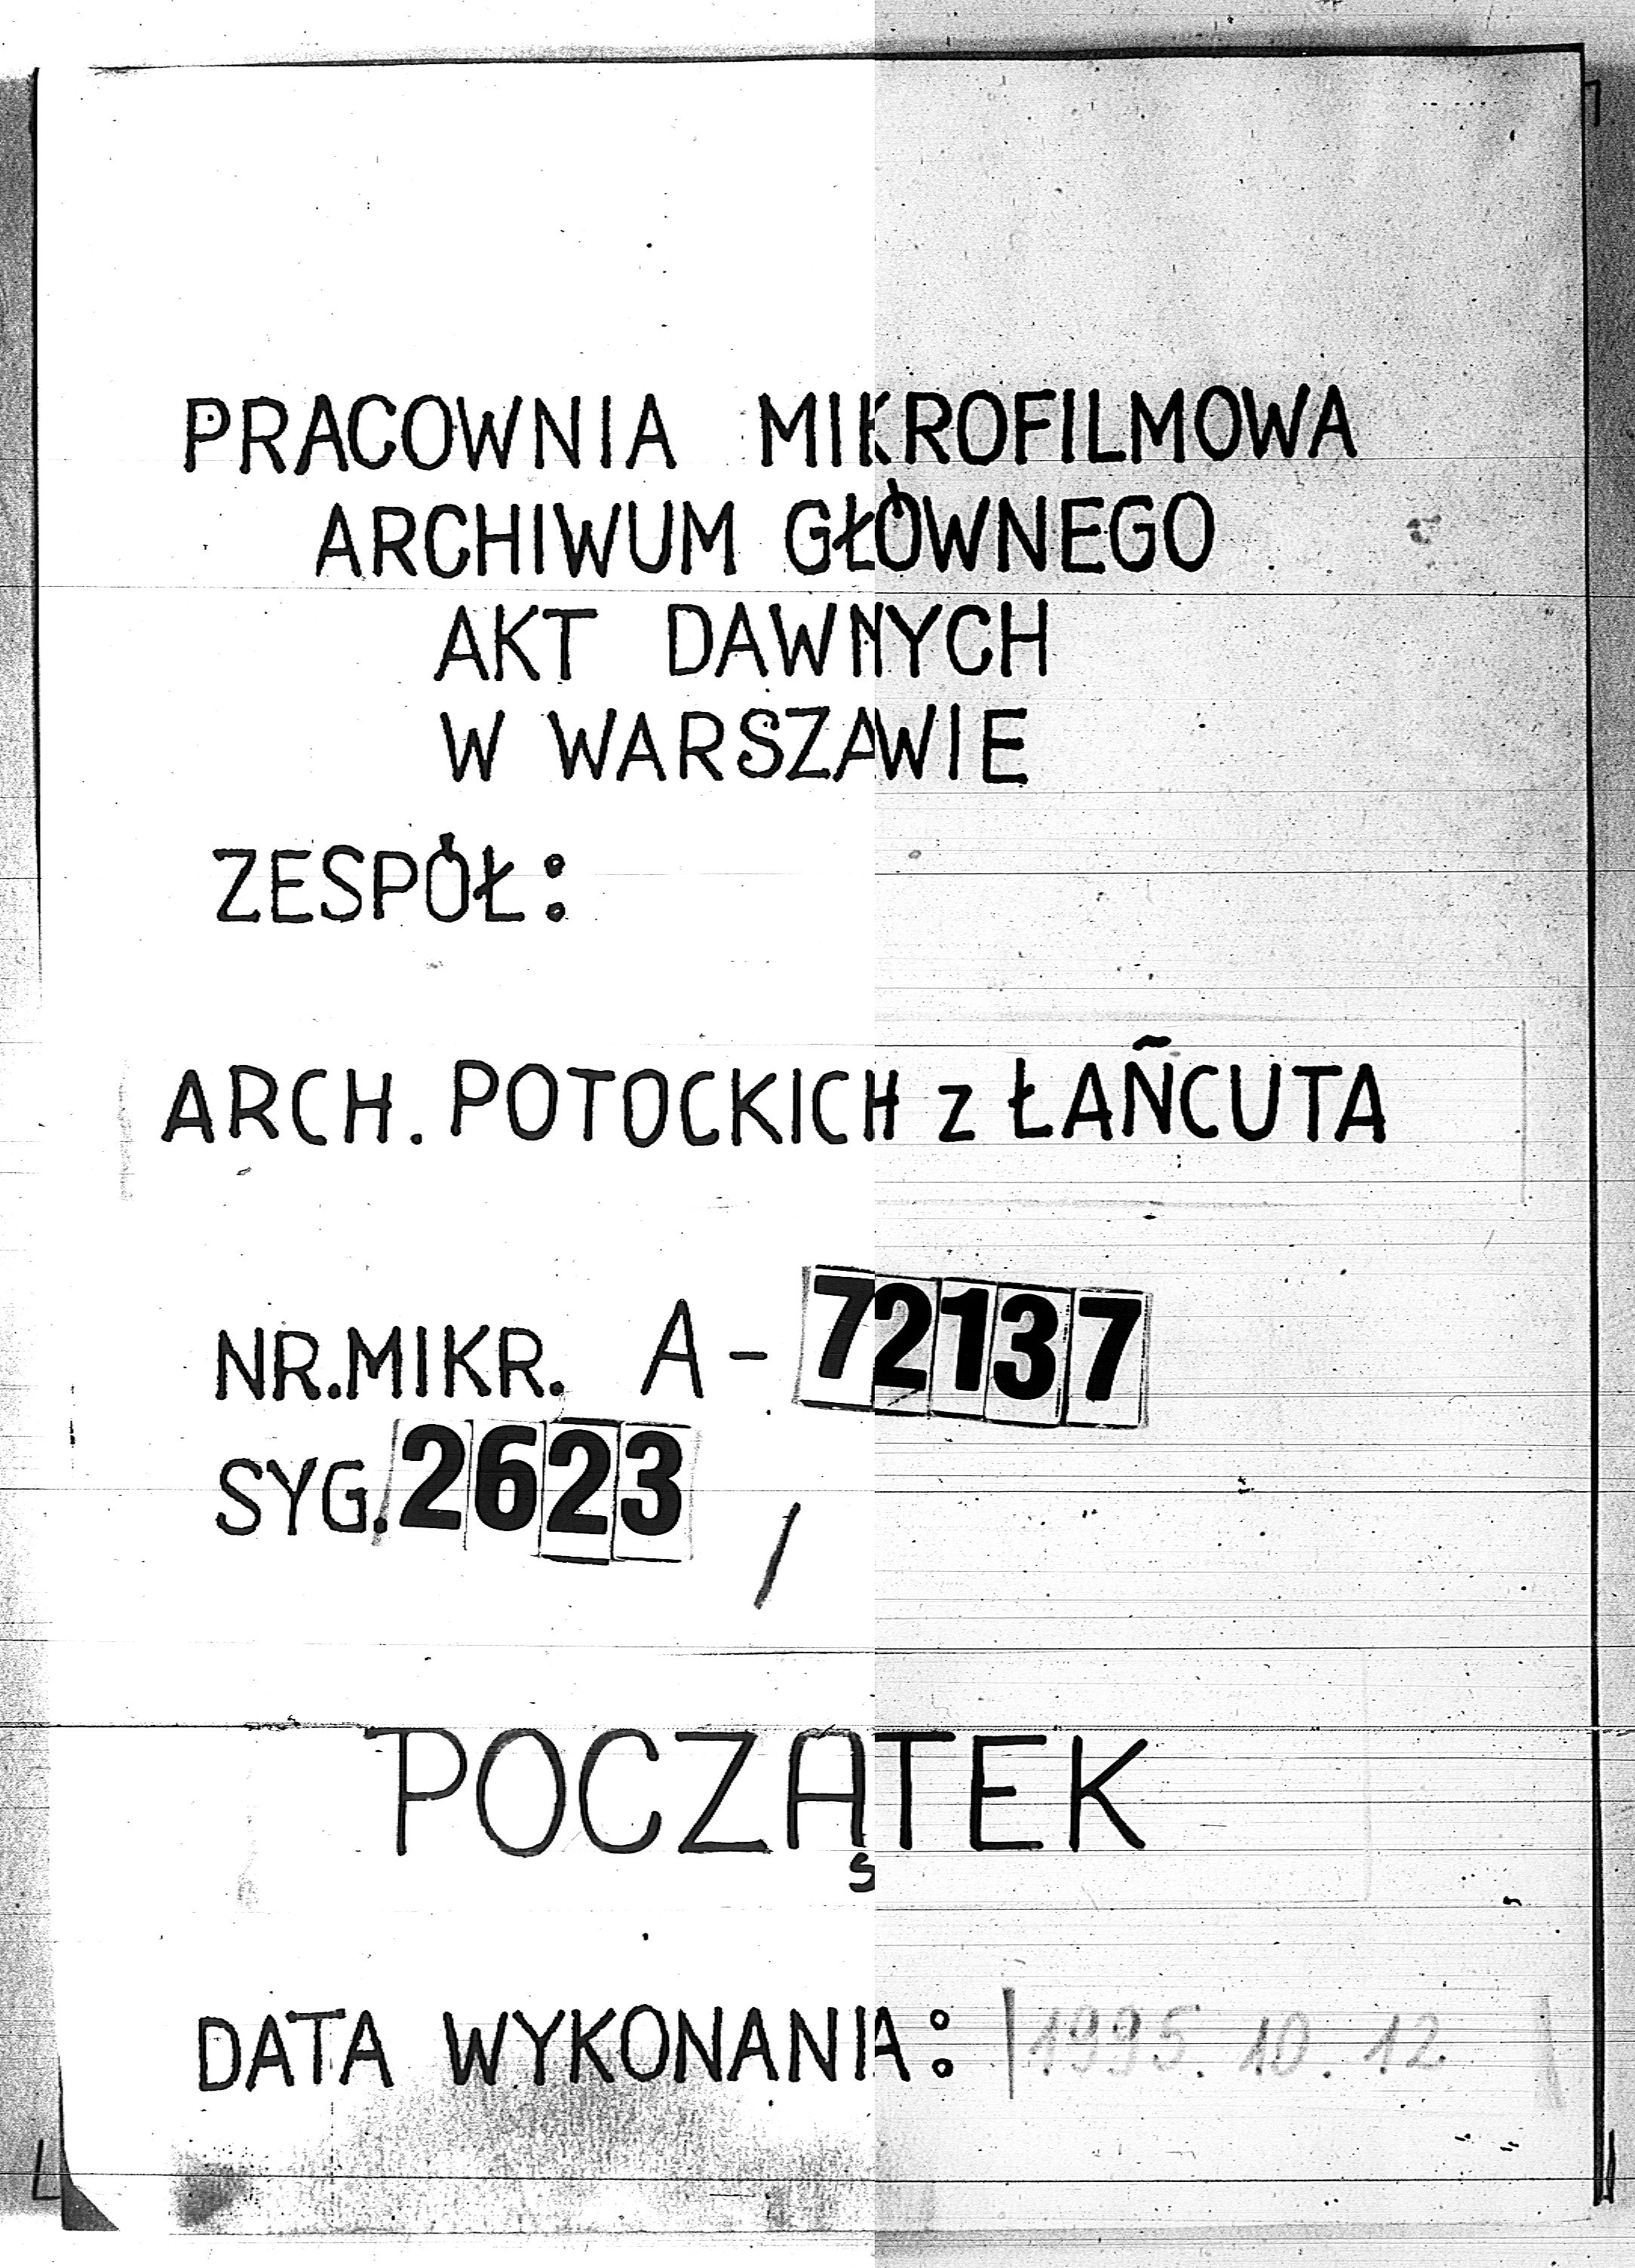 PRACOWNIA MIKROFILMOWA
ARCHIWUM GŁÓWNEGO
AKT DAWNYCH
W WARSZAWIE
ZESPÓŁ:
ARCH. POTOCKICH z ŁAŃCUTA
NR.MIKR. A-72137
SYG.2623 /
POCZĄTEK
DATA WYKONANIA: 1995.10.12